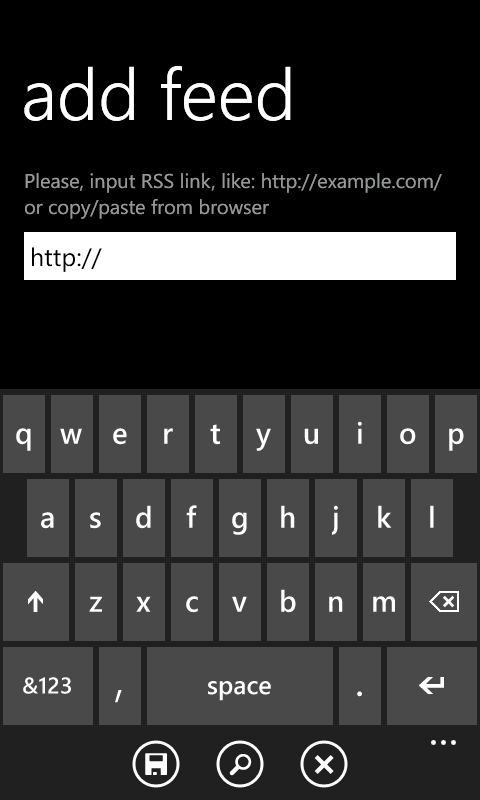 add feed
Please, input RSS link, like: http://example.com/
or copy/paste from browser
http://
q w e r t y u i o p
a s d f g h j k l
z x c v b n m
&123 , space .